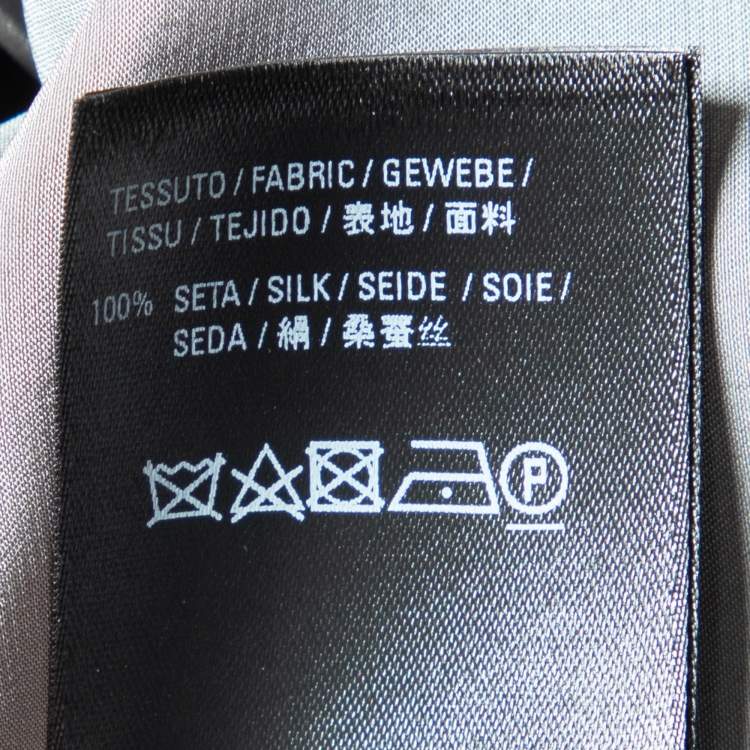 TESSUTO / FABRIC / GEWEBE /
TISSU / TEJIDO / 表地 / 面料
100% SETA / SILK / SEIDE / SOIE /
SEDA / 絹 / 桑蚕丝
P